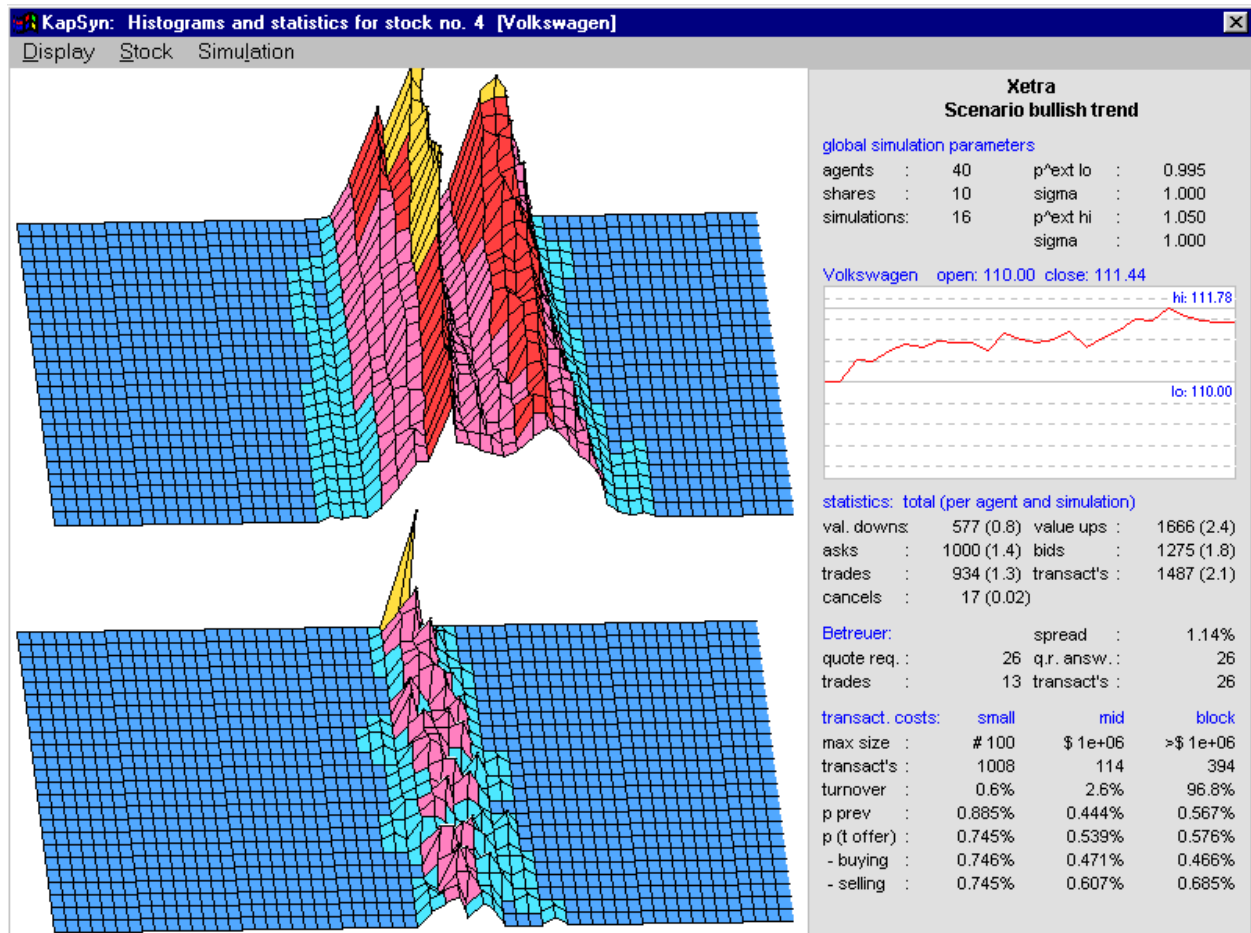 KapSyn: Histograms and statistics for stock no. 4 [Volkswagen]
Display Stock Simulation
Xetra
Scenario bullish trend
global simulation parameters
agents : 40 p^ext lo : 0.995
shares : 10 sigma : 1.000
simulations: 16 p^ext hi : 1.050
sigma : 1.000
Volkswagen open: 110.00 close: 111.44
hi: 111.78
lo: 110.00
statistics: total (per agent and simulation)
val. downs: 577 (0.8) value ups : 1666 (2.4)
asks : 1000 (1.4) bids : 1275 (1.8)
trades : 934 (1.3) transact's : 1487 (2.1)
cancels : 17 (0.02)
Betreuer: spread : 1.14%
quote req. : 26 q.r. answ. : 26
trades : 13 transact's : 26
transact. costs: small mid block
max size : # 100 $ 1e+06 >$ 1e+06
transact's : 1008 114 394
turnover : 0.6% 2.6% 96.8%
p prev : 0.885% 0.444% 0.567%
p (t offer) : 0.745% 0.539% 0.576%
- buying : 0.746% 0.471% 0.466%
- selling : 0.745% 0.607% 0.685%